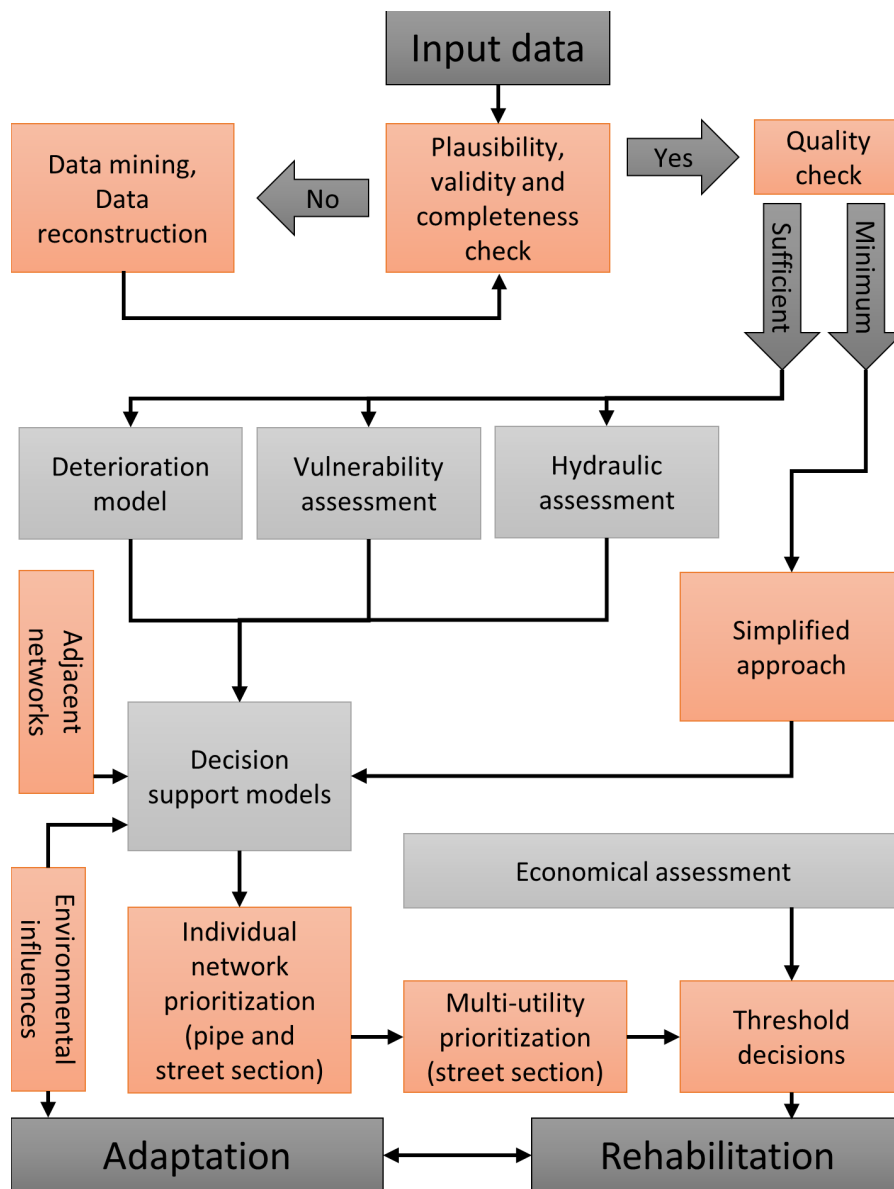 Input data
Data mining,
Data
reconstruction
No
Plausibility,
validity and
completeness
check
Yes
Quality
check
Sufficient
Minimum
Deterioration
model
Vulnerability
assessment
Hydraulic
assessment
Adjacent
networks
Simplified
approach
Decision
support models
Economical assessment
Environmental
influences
Individual
network
prioritization
(pipe and
street section)
Multi-utility
prioritization
(street section)
Threshold
decisions
Adaptation
Rehabilitation